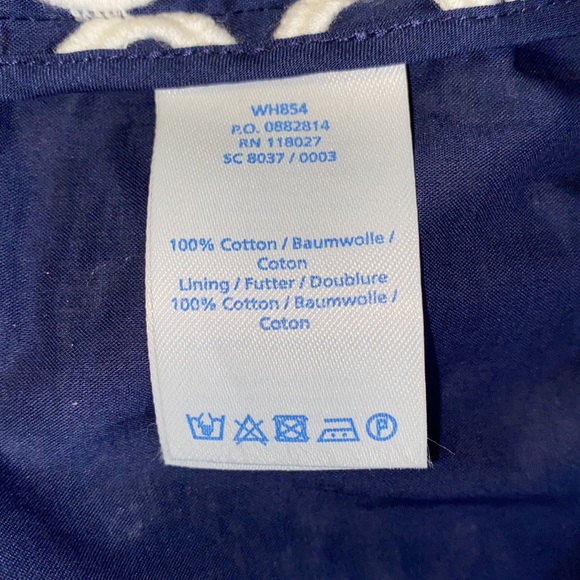 WH854
P.O. 0882814
RN 118027
SC 8037 / 0003
100% Cotton / Baumwolle /
Coton
Lining / Futter / Doublure
100% Cotton / Baumwolle /
Coton
P